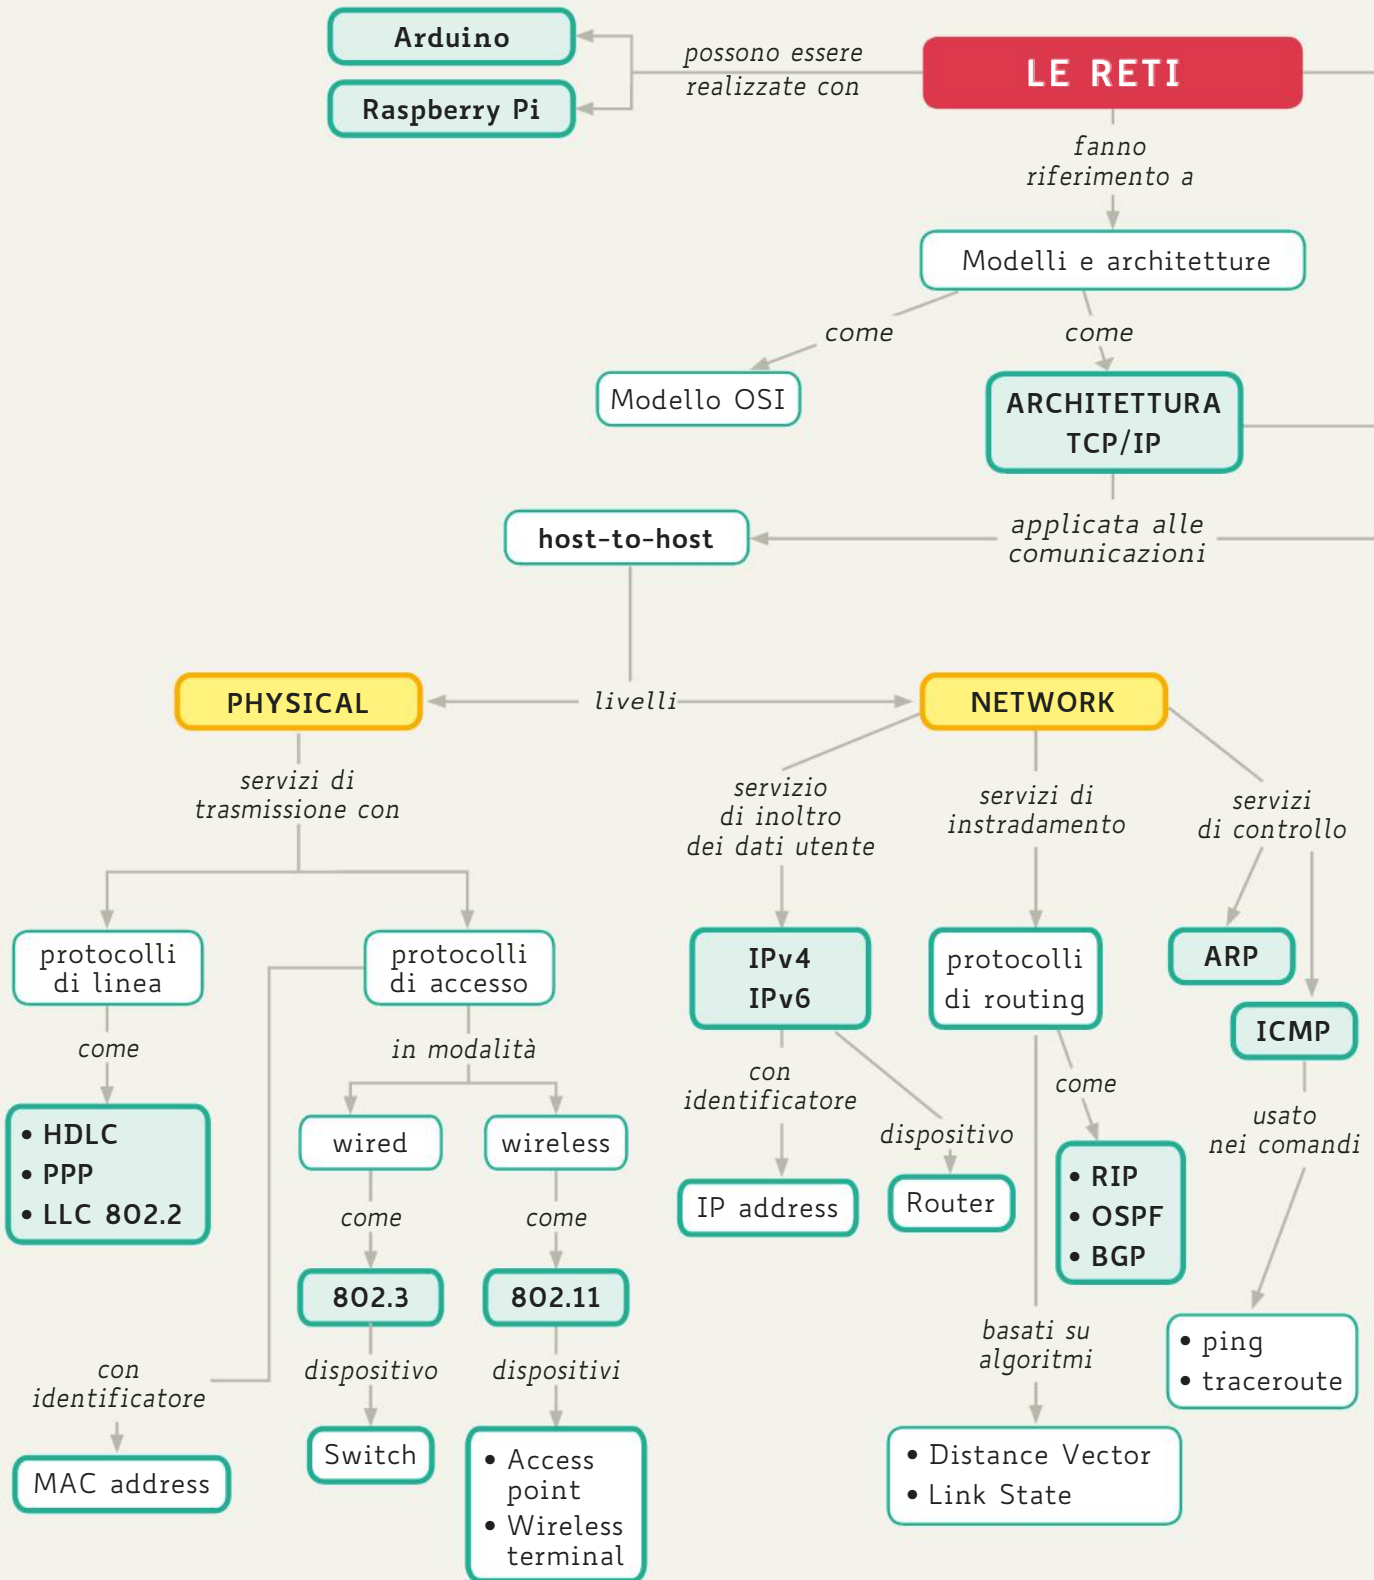 Arduino
Raspberry Pi
possono essere
realizzate con
LE RETI
fanno
riferimento a
Modelli e architetture
come
come
Modello OSI
ARCHITETTURA
TCP/IP
applicata alle
comunicazioni
host-to-host
livelli
PHYSICAL
NETWORK
servizi di
trasmissione con
servizio
di inoltro
dei dati utente
servizi di
instradamento
servizi
di controllo
protocolli
di linea
protocolli
di accesso
IPv4
IPv6
protocolli
di routing
ARP
ICMP
come
in modalità
con
identificatore
dispositivo
come
usato
nei comandi
• HDLC
• PPP
• LLC 802.2
wired
wireless
IP address
Router
• RIP
• OSPF
• BGP
come
come
802.3
802.11
basati su
algoritmi
• ping
• traceroute
con
identificatore
dispositivo
dispositivi
MAC address
Switch
• Access
point
• Wireless
terminal
• Distance Vector
• Link State